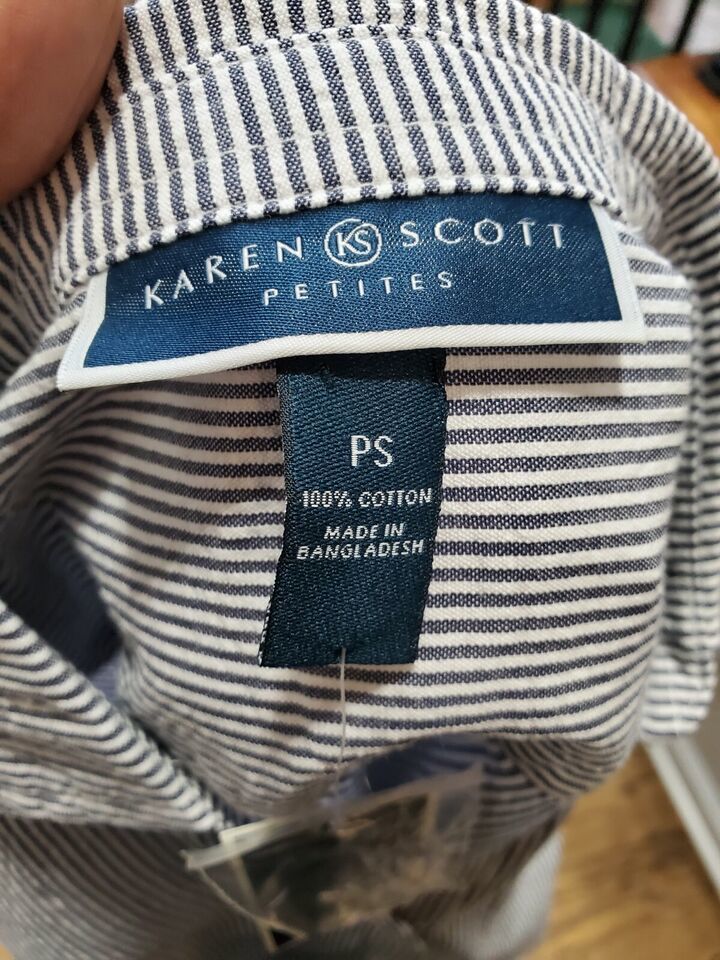 KAREN KS SCOTT
PETITES
PS
100% COTTON
MADE IN
BANGLADESH